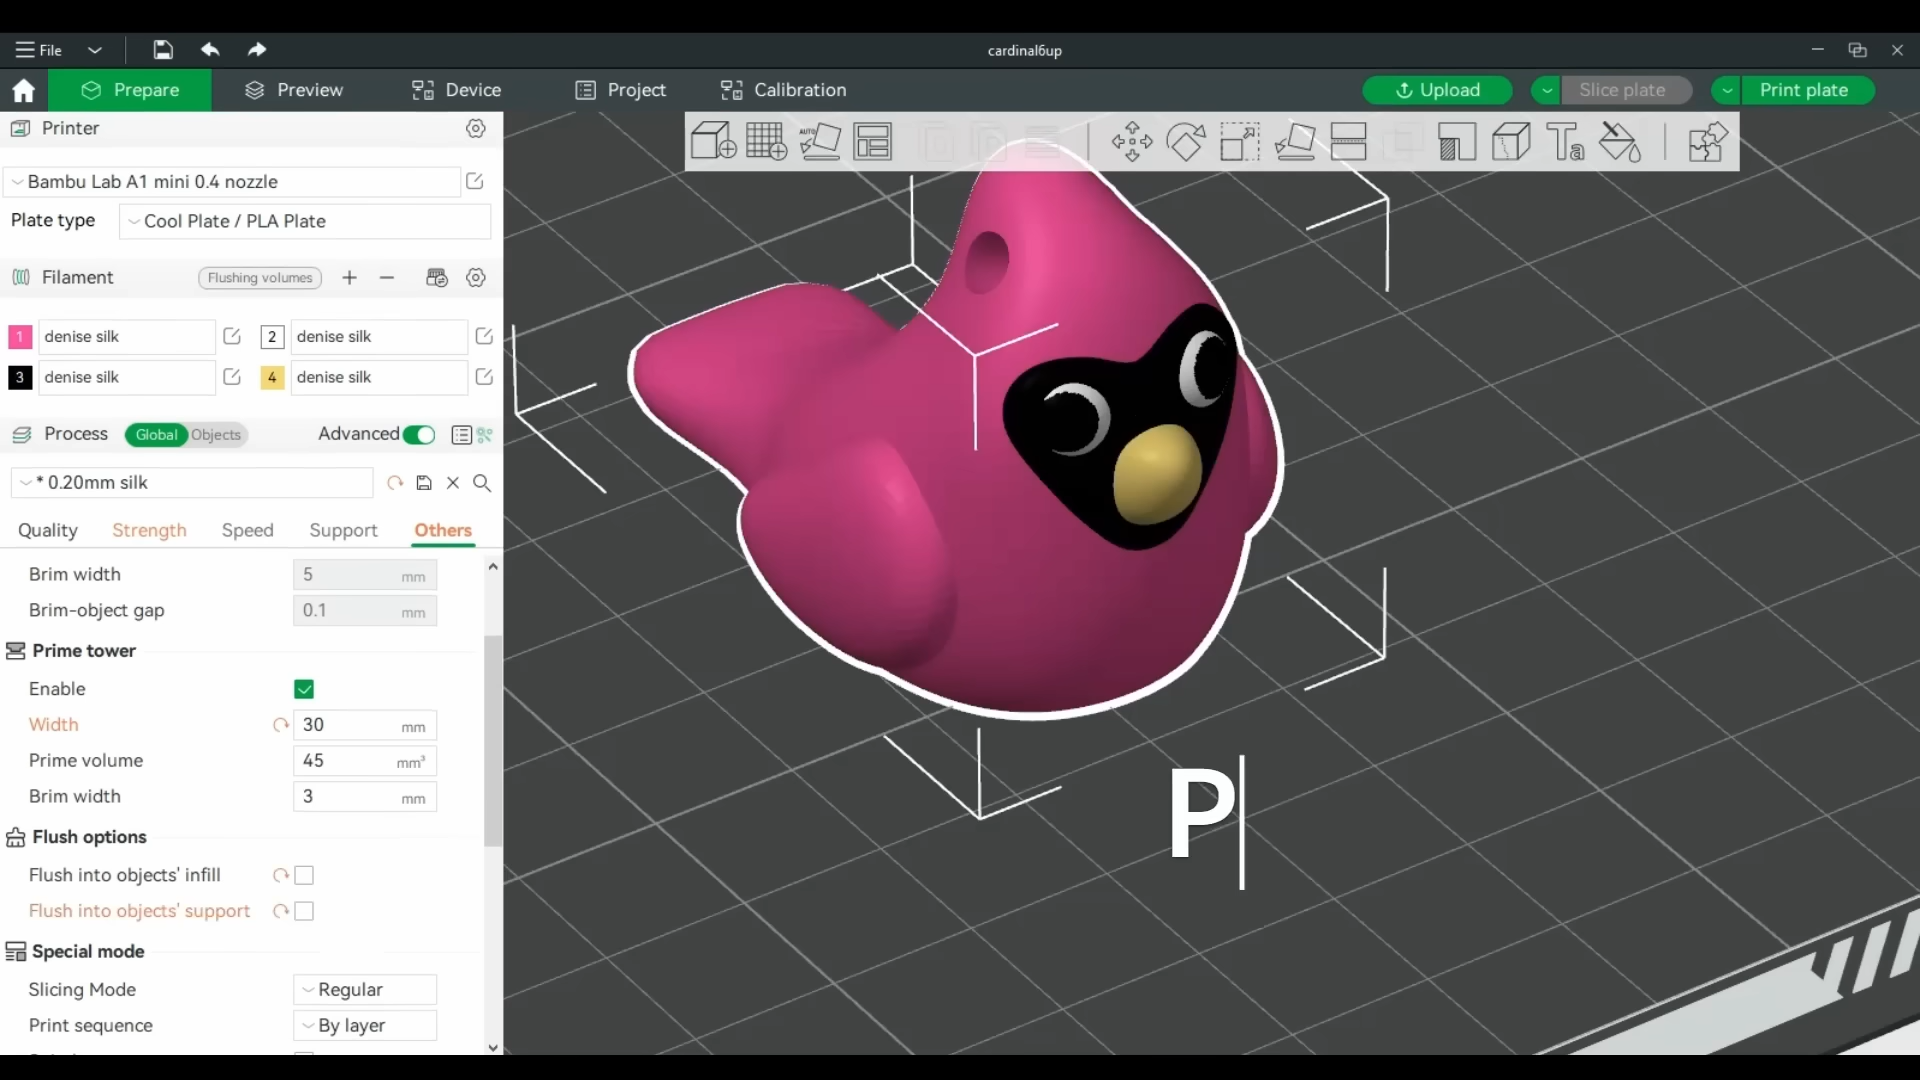 File
cardinal6up
Prepare
Preview
Device
Project
Calibration
Upload
Slice plate
Print plate
Printer
AUTO
Ta
Bambu Lab A1 mini 0.4 nozzle
Plate type
Cool Plate / PLA Plate
Filament
Flushing volumes
1 denise silk
2 denise silk
3 denise silk
4 denise silk
Process
Global
Objects
Advanced
* 0.20mm silk
Quality
Strength
Speed
Support
Others
Brim width 5 mm
Brim-object gap 0.1 mm
Prime tower
Enable
Width 30 mm
Prime volume 45 mm³
Brim width 3 mm
Flush options
Flush into objects' infill
Flush into objects' support
Special mode
Slicing Mode Regular
Print sequence By layer
P